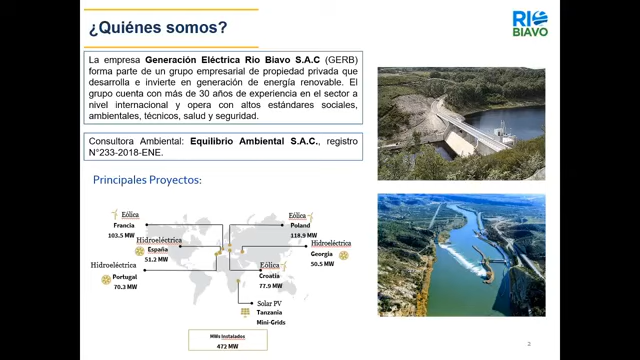 ¿Quiénes somos?
RIO
BIAVO
La empresa Generación Eléctrica Rio Biavo S.A.C (GERB)
forma parte de un grupo empresarial de propiedad privada que
desarrolla e invierte en generación de energía renovable. El
grupo cuenta con más de 30 años de experiencia en el sector a
nivel internacional y opera con altos estándares sociales,
ambientales, técnicos, salud y seguridad.
Consultora Ambiental: Equilibrio Ambiental S.A.C., registro
N°233-2018-ENE.
Principales Proyectos:
Eólica
Francia
103.5 MW
Eólica
Poland
118.9 MW
Hidroeléctrica
España
51.2 MW
Hidroeléctrica
Georgia
50.5 MW
Hidroeléctrica
Portugal
70.3 MW
Eólica
Croatia
77.9 MW
Solar PV
Tanzania
Mini-Grids
MWs Instalados
472 MW
2